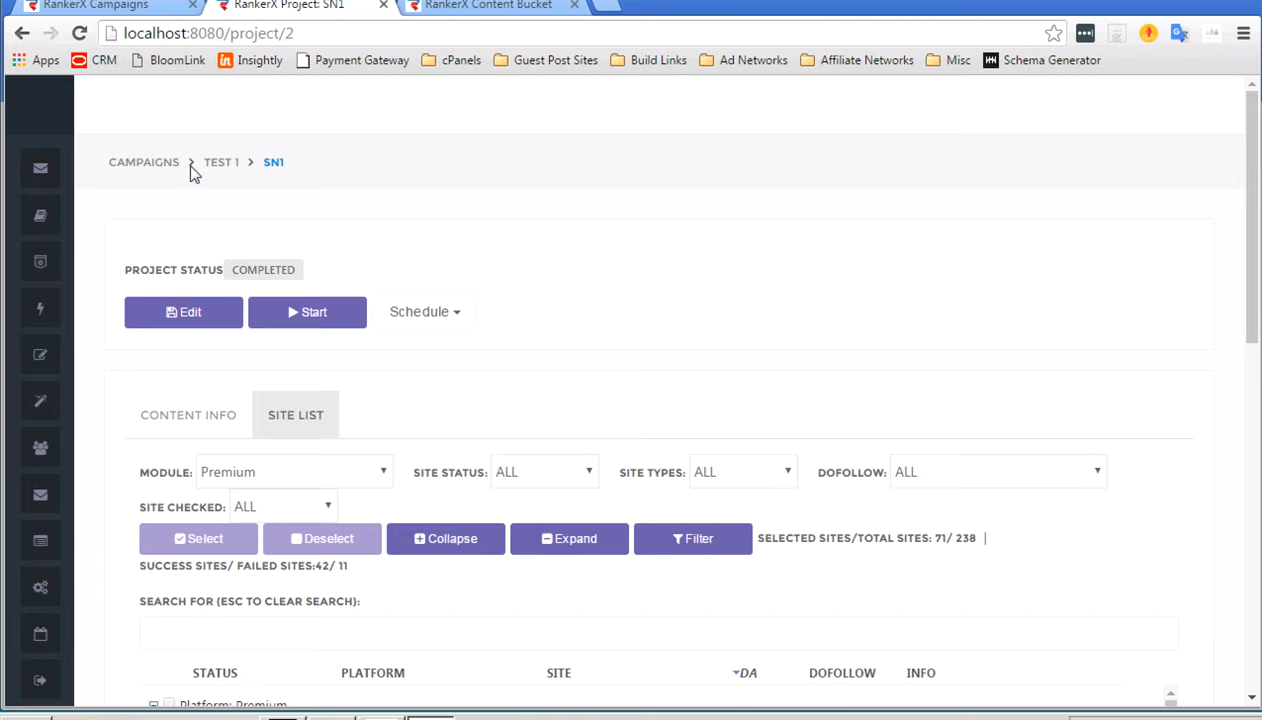 RankerX Campaigns × RankerX Project: SN1 × RankerX Content Bucket ×
localhost:8080/project/2
Apps CRM BloomLink Insightly Payment Gateway cPanels Guest Post Sites Build Links Ad Networks Affiliate Networks Misc Schema Generator
CAMPAIGNS > TEST 1 > SN1
PROJECT STATUS COMPLETED
Edit Start Schedule
CONTENT INFO SITE LIST
MODULE: Premium SITE STATUS: ALL SITE TYPES: ALL DOFOLLOW: ALL
SITE CHECKED: ALL
Select Deselect Collapse Expand Filter SELECTED SITES/TOTAL SITES: 71/ 238 |
SUCCESS SITES/ FAILED SITES:42/ 11
SEARCH FOR (ESC TO CLEAR SEARCH):
STATUS PLATFORM SITE DA DOFOLLOW INFO
Platform: Premium